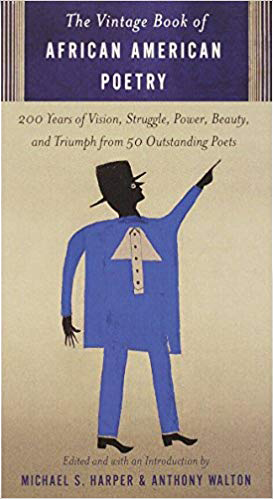 The Vintage Book of
AFRICAN AMERICAN
POETRY
200 Years of Vision, Struggle, Power, Beauty,
and Triumph from 50 Outstanding Poets
Edited and with an Introduction by
MICHAEL S. HARPER & ANTHONY WALTON